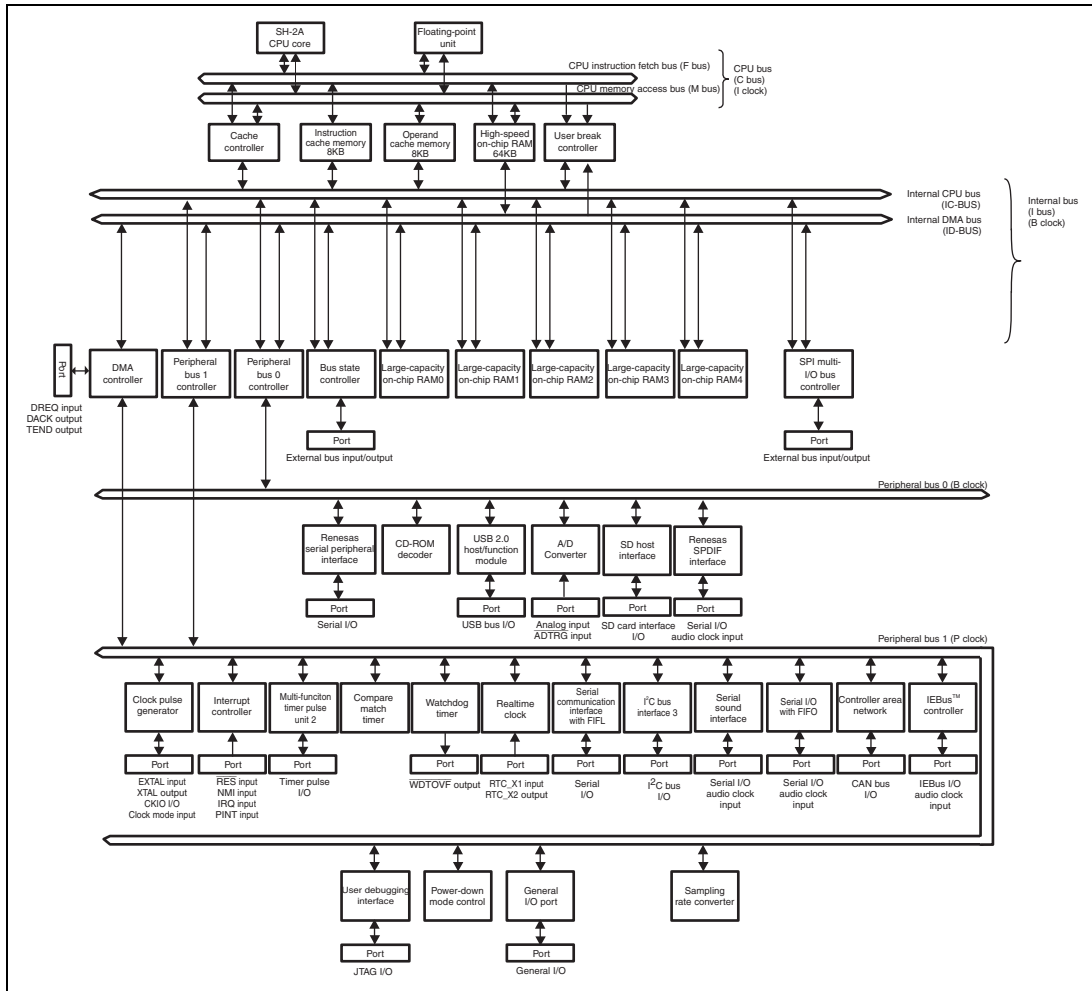 SH-2A
CPU core
Floating-point
unit
CPU instruction fetch bus (F bus)
CPU memory access bus (M bus)
CPU bus
(C bus)
(I clock)
Cache
controller
Instruction
cache memory
8KB
Operand
cache memory
8KB
High-speed
on-chip RAM
64KB
User break
controller
Internal CPU bus
(IC-BUS)
Internal DMA bus
(ID-BUS)
Internal bus
(I bus)
(B clock)
Port
DREQ input
DACK output
TEND output
DMA
controller
Peripheral
bus 1
controller
Peripheral
bus 0
controller
Bus state
controller
Large-capacity
on-chip RAM0
Large-capacity
on-chip RAM1
Large-capacity
on-chip RAM2
Large-capacity
on-chip RAM3
Large-capacity
on-chip RAM4
SPI multi-
I/O bus
controller
Port
External bus input/output
Port
External bus input/output
Peripheral bus 0 (B clock)
Renesas
serial peripheral
interface
CD-ROM
decoder
USB 2.0
host/function
module
A/D
Converter
SD host
interface
Renesas
SPDIF
interface
Port
Serial I/O
Port
USB bus I/O
Port
Analog input
ADTRG input
Port
SD card interface
I/O
Port
Serial I/O
audio clock input
Peripheral bus 1 (P clock)
Clock pulse
generator
Interrupt
controller
Multi-funciton
timer pulse
unit 2
Compare
match
timer
Watchdog
timer
Realtime
clock
Serial
communication
interface
with FIFL
I²C bus
interface 3
Serial
sound
interface
Serial I/O
with FIFO
Controller area
network
IEBus™
controller
Port
EXTAL input
XTAL output
CKIO I/O
Clock mode input
Port
RES input
NMI input
IRQ input
PINT input
Port
Timer pulse
I/O
Port
WDTOVF output
Port
RTC_X1 input
RTC_X2 output
Port
Serial
I/O
Port
I²C bus
I/O
Port
Serial I/O
audio clock
input
Port
Serial I/O
audio clock
input
Port
CAN bus
I/O
Port
IEBus I/O
audio clock
input
User debugging
interface
Power-down
mode control
General
I/O port
Sampling
rate converter
Port
JTAG I/O
Port
General I/O